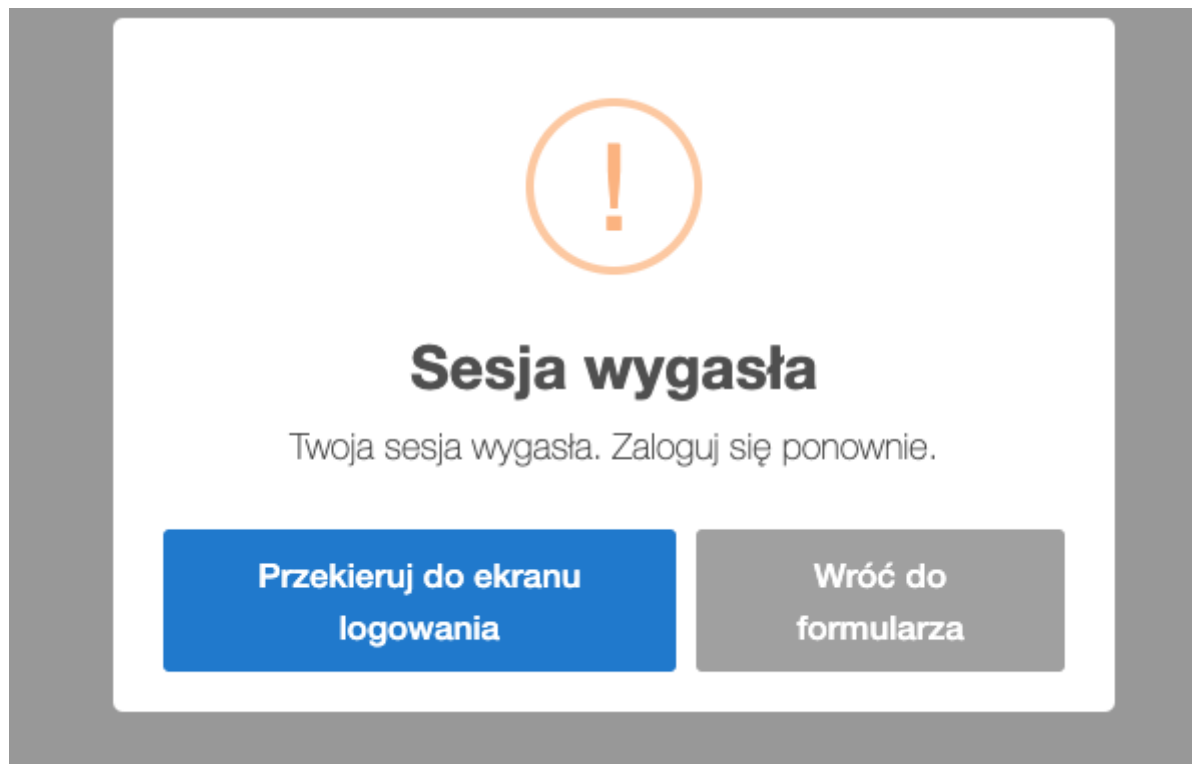 Sesja wygasła
Twoja sesja wygasła. Zaloguj się ponownie.
Przekieruj do ekranu
logowania
Wróć do
formularza